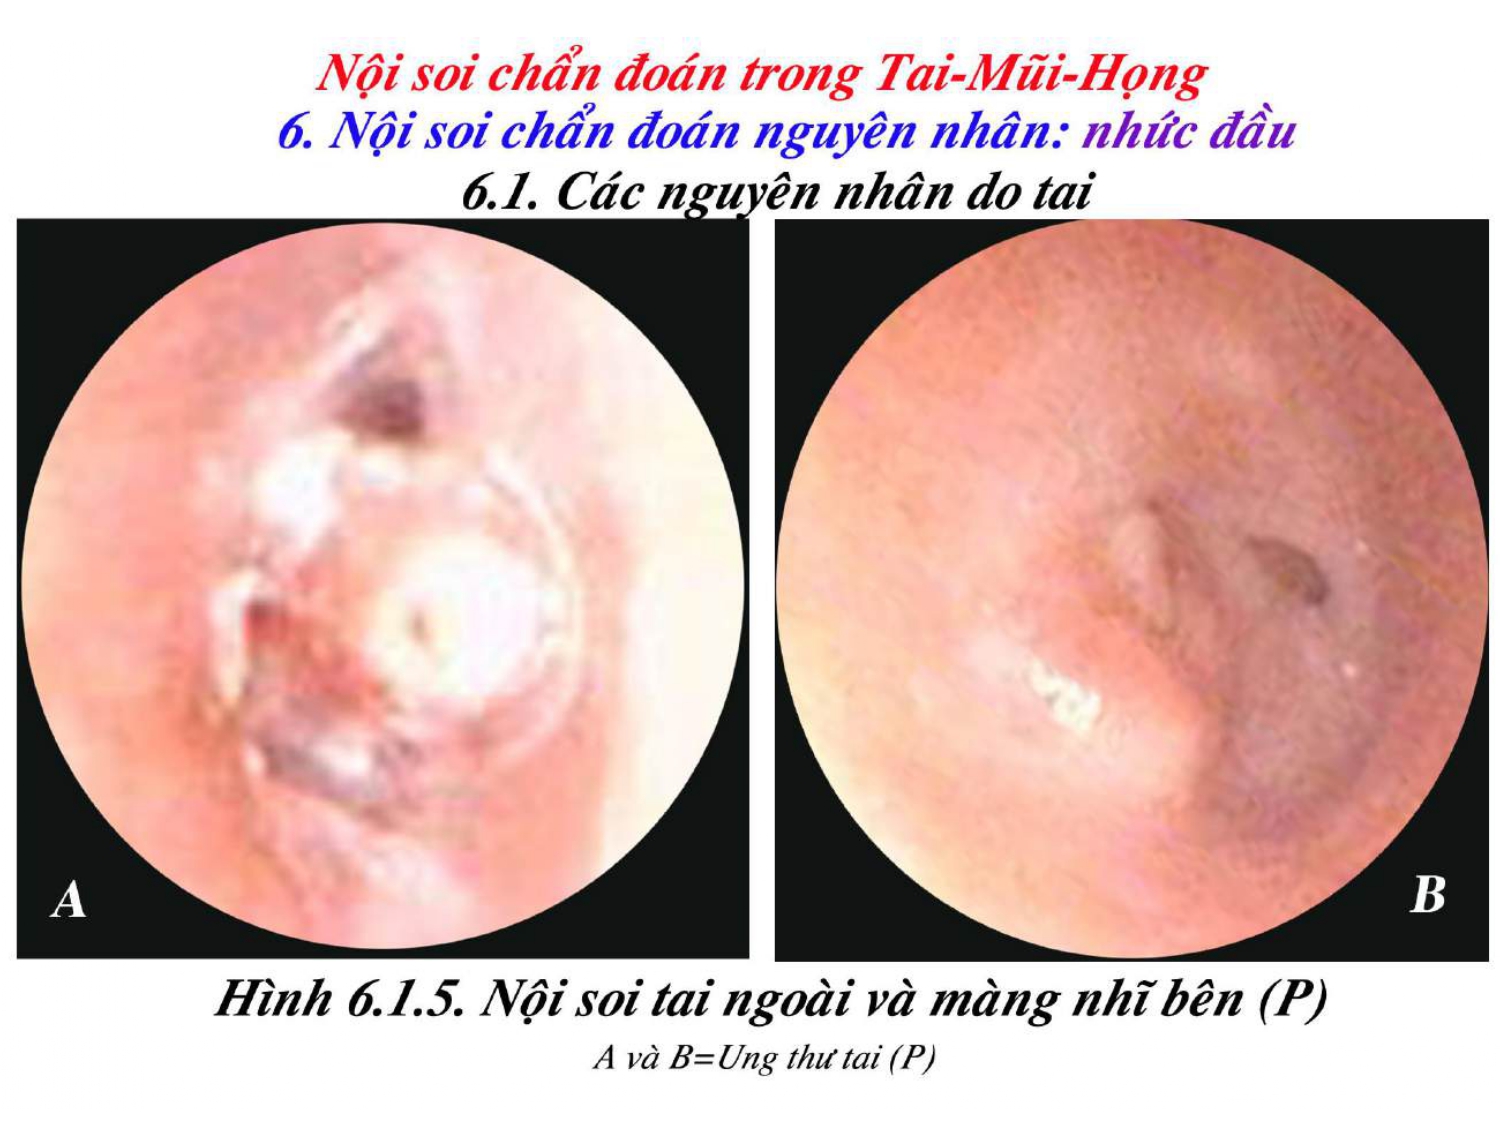 Nội soi chẩn đoán trong Tai-Mũi-Họng
6. Nội soi chẩn đoán nguyên nhân: nhức đầu
6.1. Các nguyên nhân do tai
A
B
Hình 6.1.5. Nội soi tai ngoài và màng nhĩ bên (P)
A và B=Ung thư tai (P)